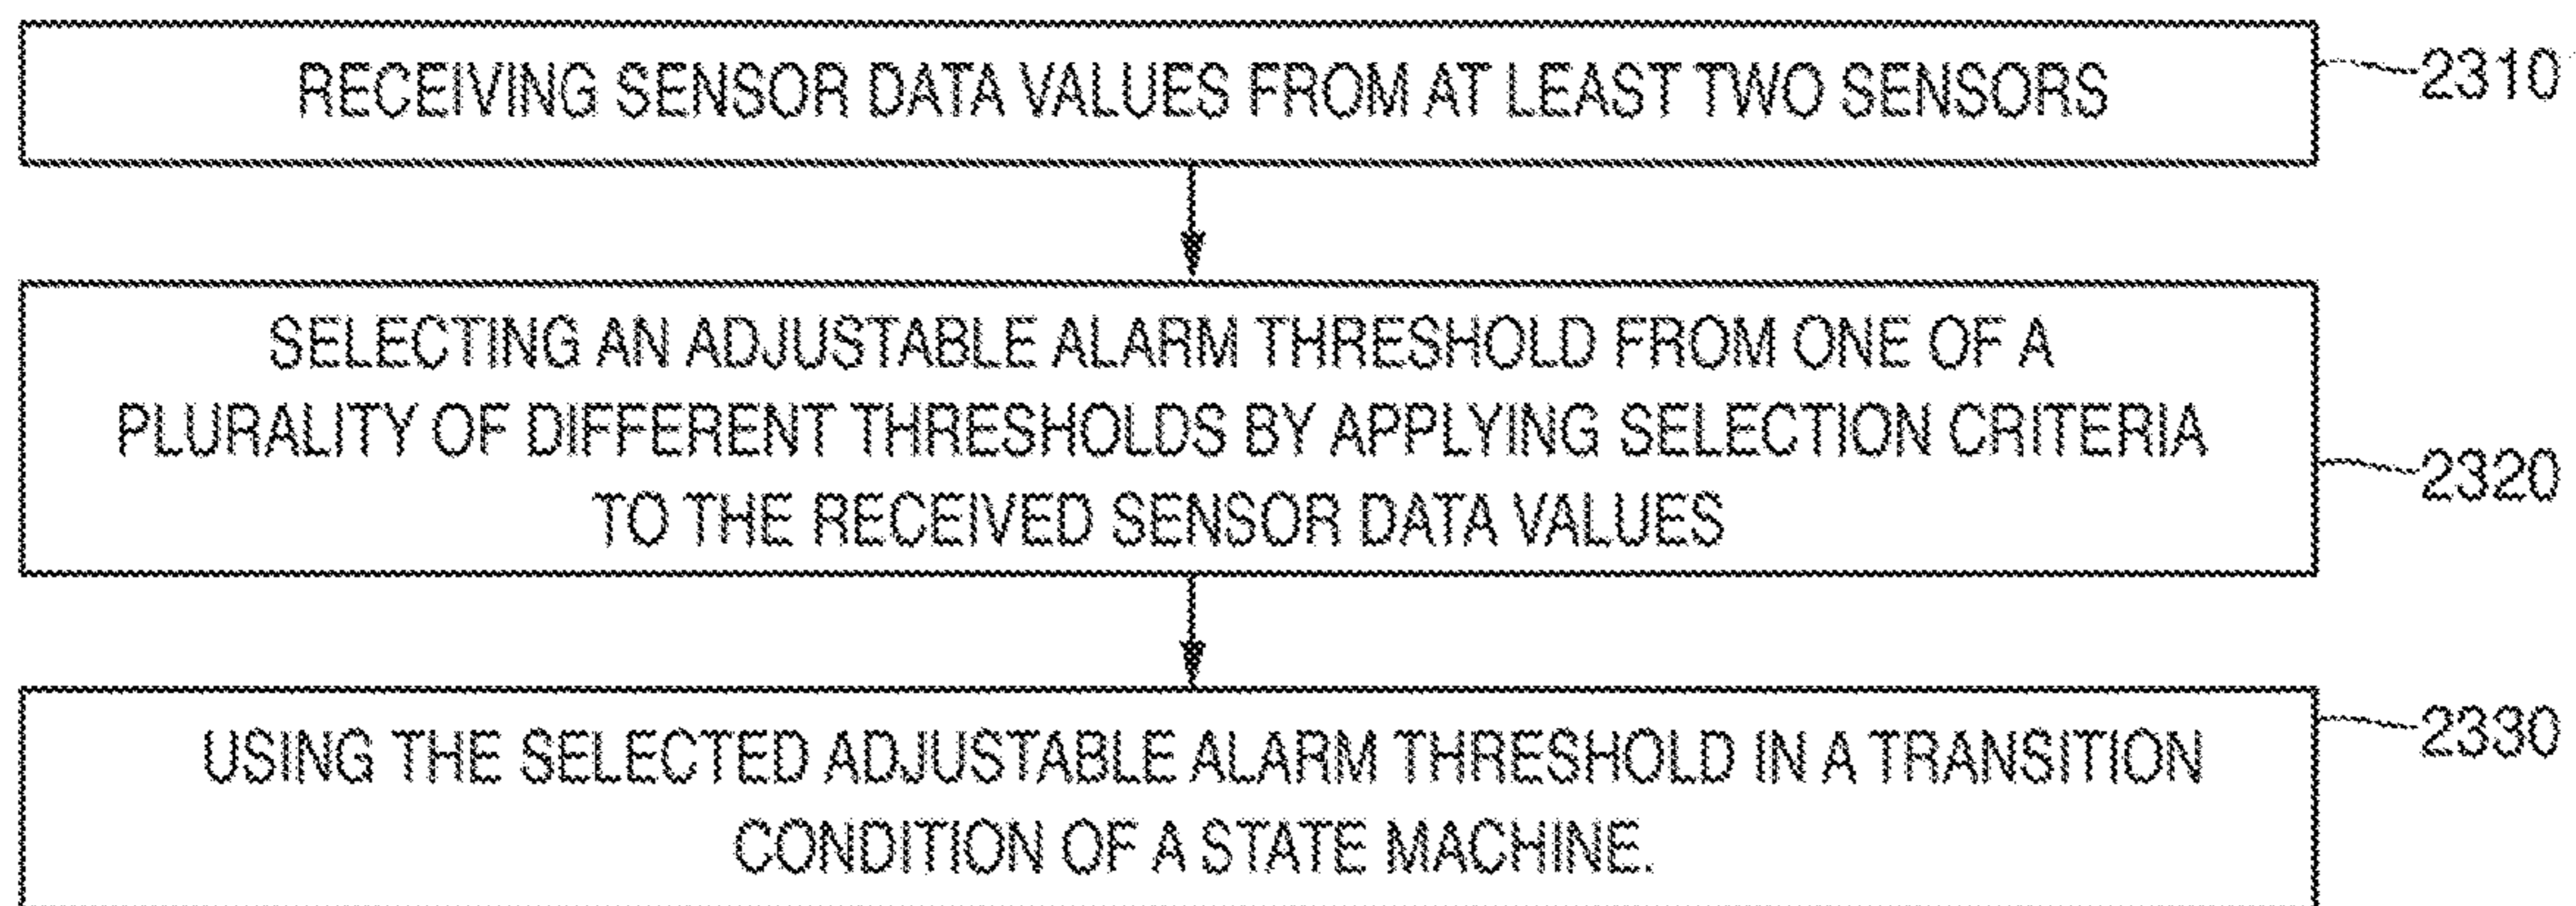 RECEIVING SENSOR DATA VALUES FROM AT LEAST TWO SENSORS
2310
SELECTING AN ADJUSTABLE ALARM THRESHOLD FROM ONE OF A
PLURALITY OF DIFFERENT THRESHOLDS BY APPLYING SELECTION CRITERIA
TO THE RECEIVED SENSOR DATA VALUES
2320
USING THE SELECTED ADJUSTABLE ALARM THRESHOLD IN A TRANSITION
CONDITION OF A STATE MACHINE.
2330